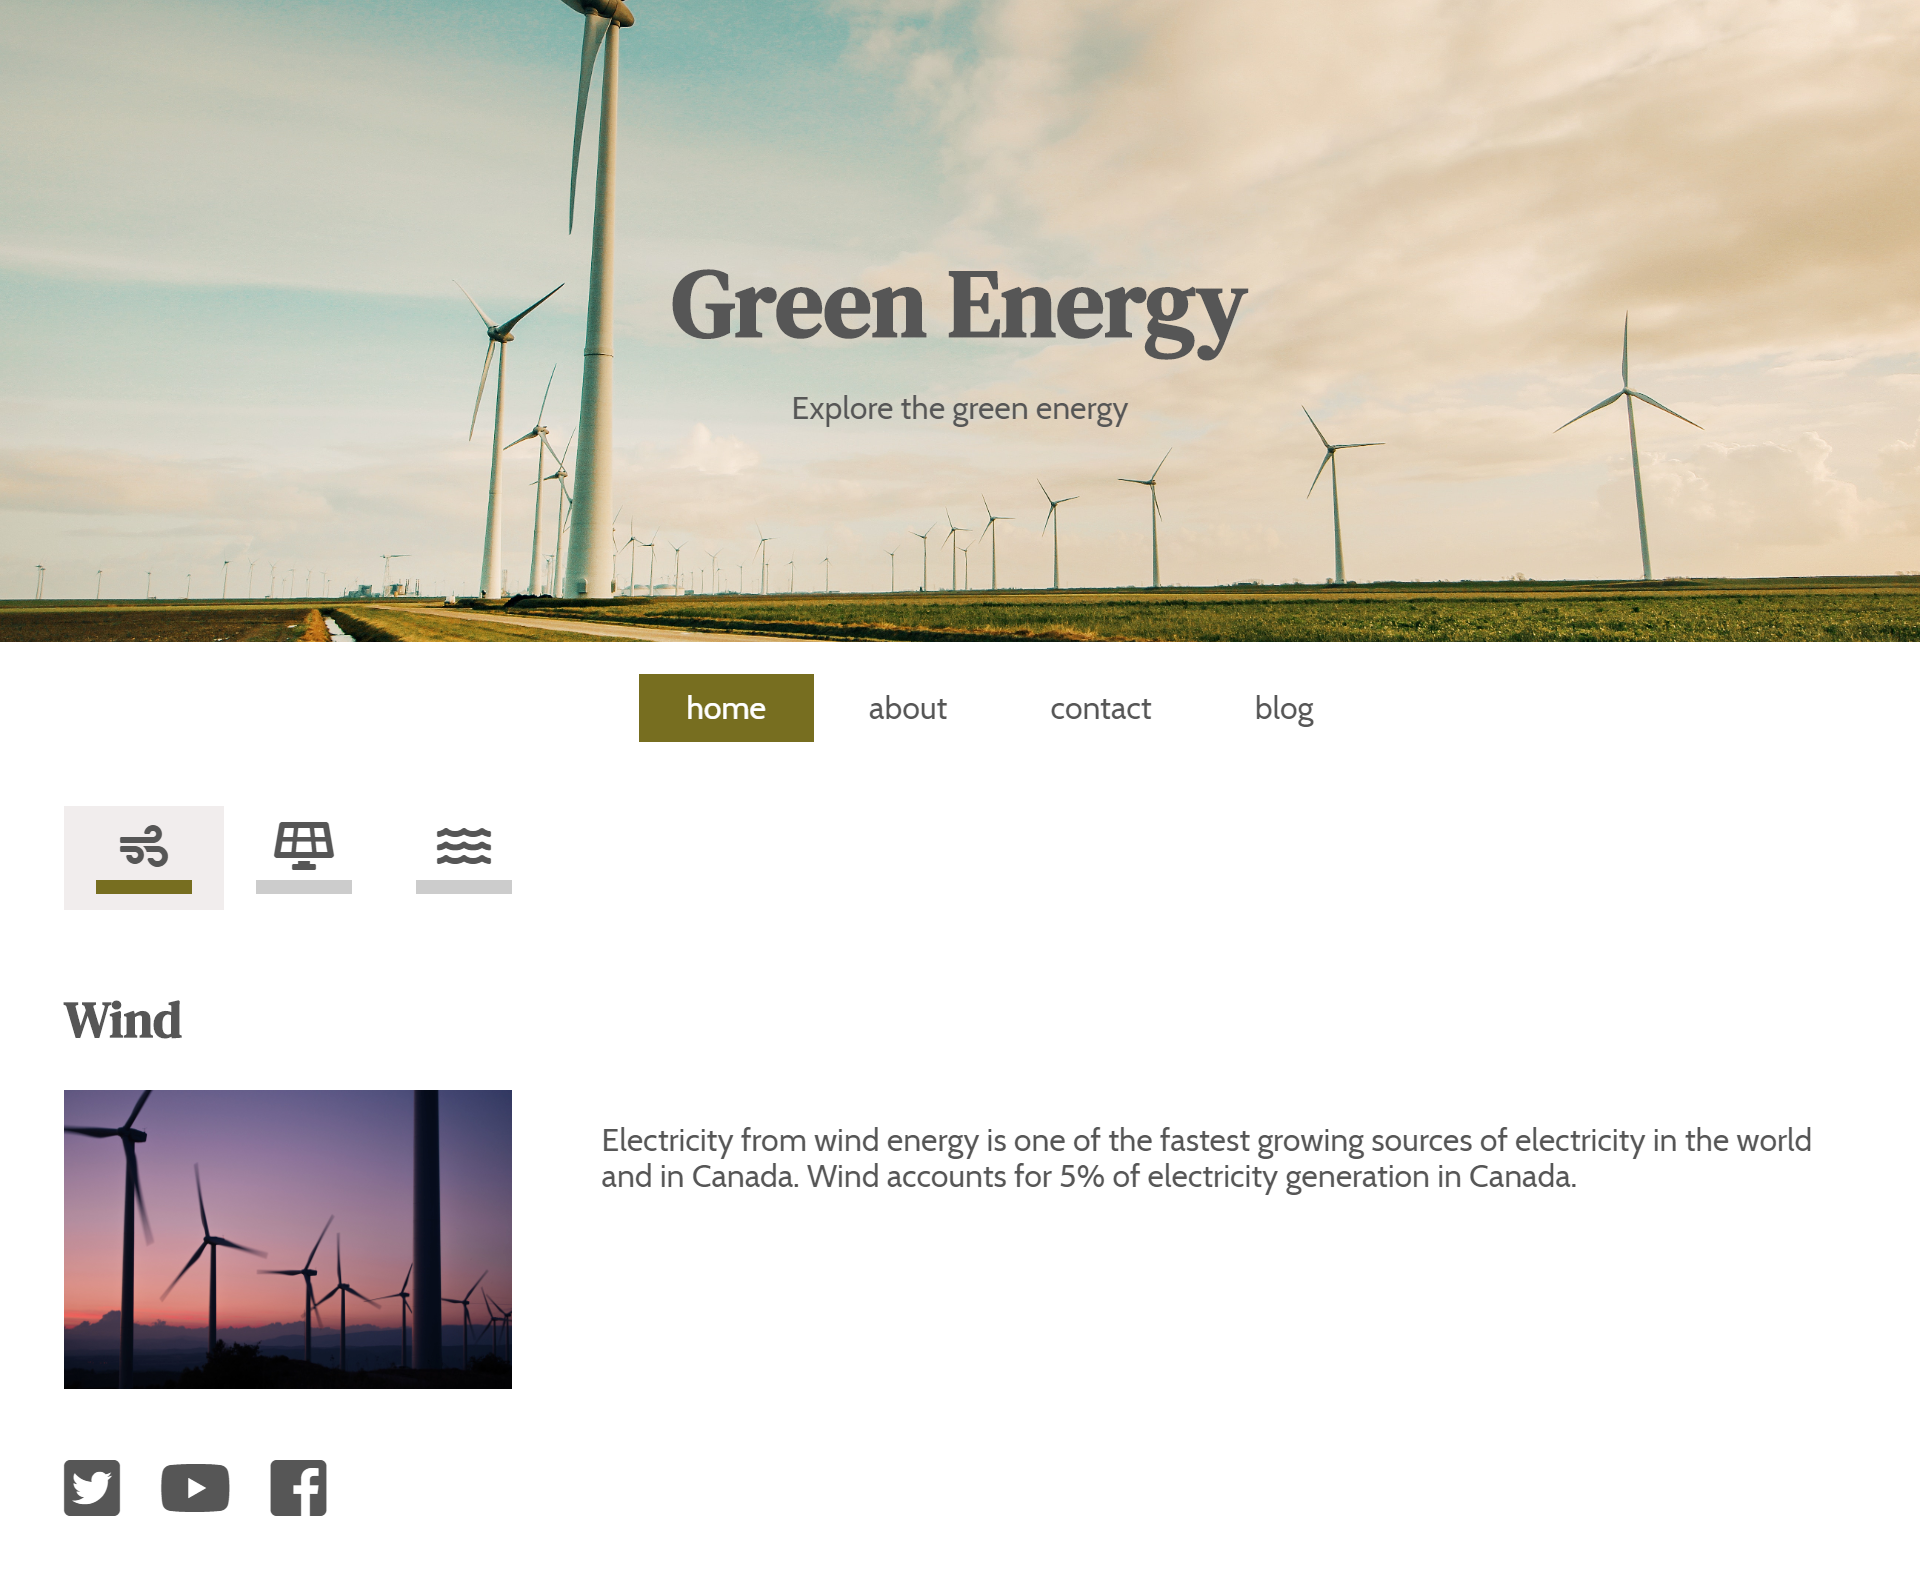 Green Energy
Explore the green energy
home about contact blog
Wind
Electricity from wind energy is one of the fastest growing sources of electricity in the world
and in Canada. Wind accounts for 5% of electricity generation in Canada.